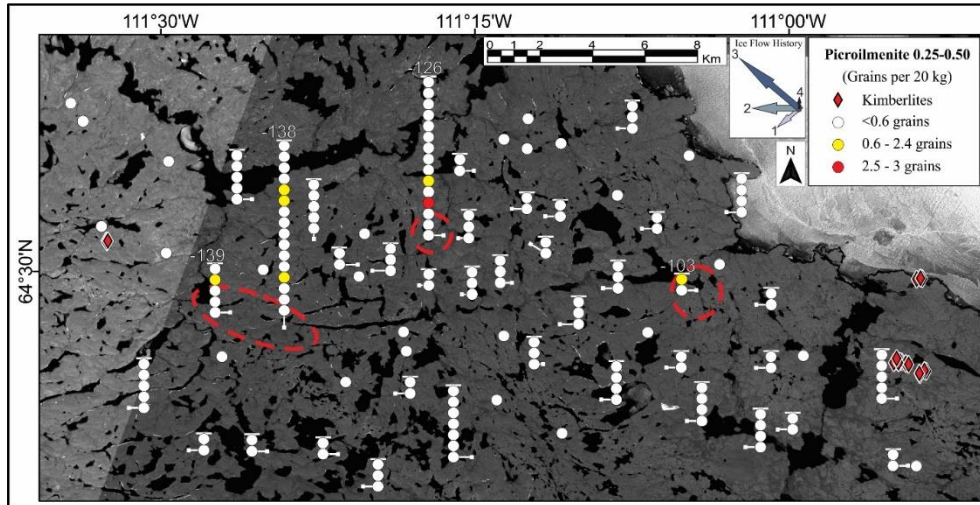 111°30'W
111°15'W
111°00'W
0 1 2 4 6 8
Km
Ice Flow History
3
4
2
1
N
Picroilmenite 0.25-0.50
(Grains per 20 kg)
Kimberlites
<0.6 grains
0.6 - 2.4 grains
2.5 - 3 grains
-126
-138
-139
-103
64°30'N